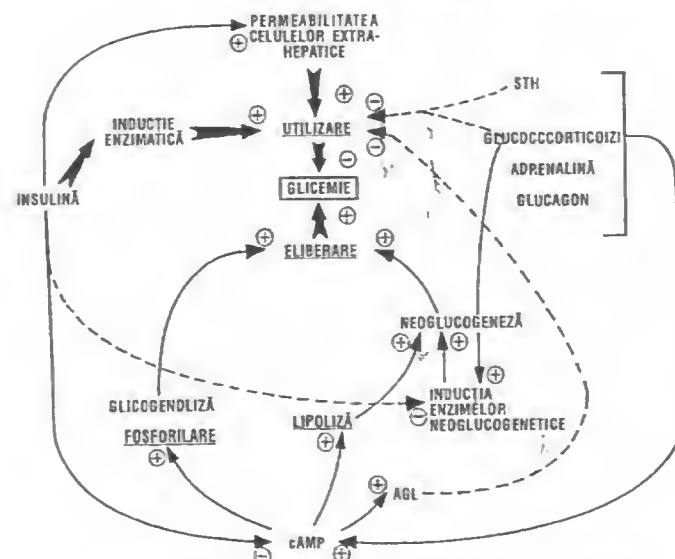 PERMEABILITATEA
CELULELOR EXTRA-
HEPATICE
+
STH
+
−
+
INDUCȚIE
ENZIMATICĂ
UTILIZARE
GLUCOCCCORTICOIZI
−
−
ADRENALINĂ
INSULINĂ
GLICEMIE
GLUCAGON
+
+
+
ELIBERARE
NEOGLUCOGENEZĂ
+
+
+
GLICOGENOLIZĂ
LIPOLIZĂ
INDUCȚIA
ENZIMELOR
−
NEOGLUCOGENETICE
FOSFORILARE
+
+
+
AGL
cAMP
−
+